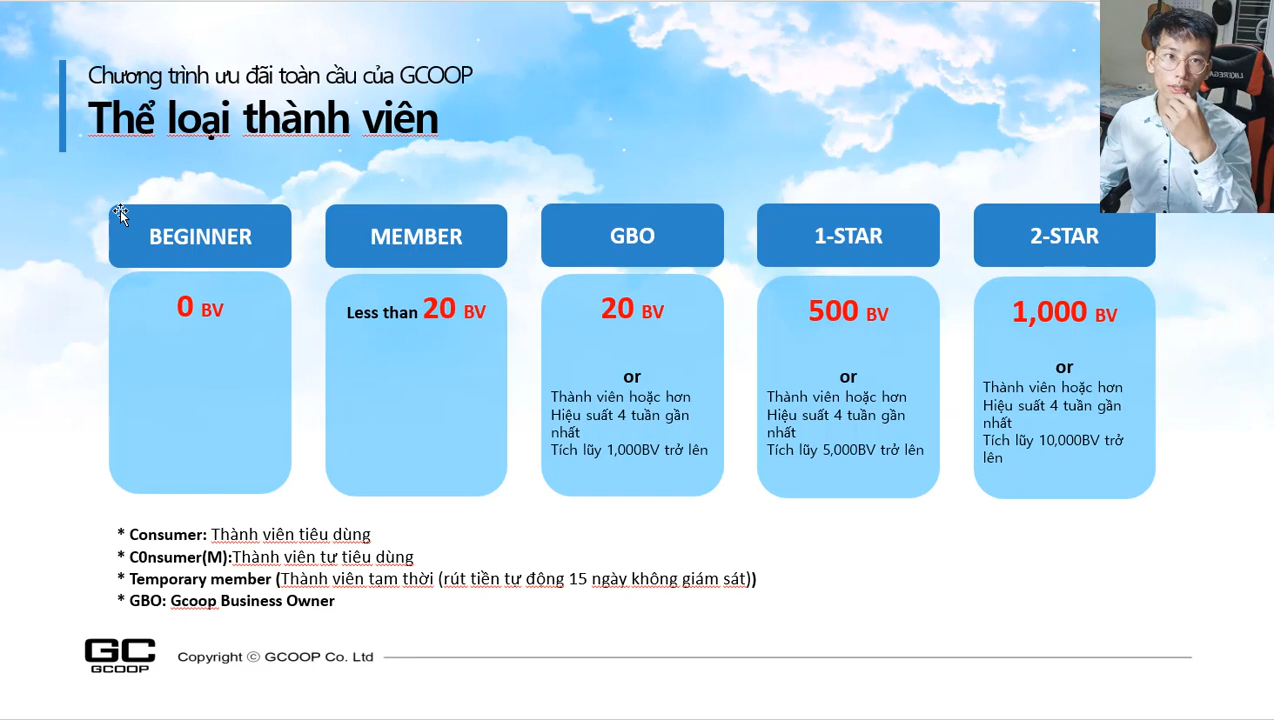 Chương trình ưu đãi toàn cầu của GCOOP
Thể loại thành viên
BEGINNER
0 BV
MEMBER
Less than 20 BV
GBO
20 BV
or
Thành viên hoặc hơn
Hiệu suất 4 tuần gần
nhất
Tích lũy 1,000BV trở lên
1-STAR
500 BV
or
Thành viên hoặc hơn
Hiệu suất 4 tuần gần
nhất
Tích lũy 5,000BV trở lên
2-STAR
1,000 BV
or
Thành viên hoặc hơn
Hiệu suất 4 tuần gần
nhất
Tích lũy 10,000BV trở
lên
* Consumer: Thành viên tiêu dùng
* C0nsumer(M):Thành viên tư tiêu dùng
* Temporary member (Thành viên tạm thời (rút tiền tự động 15 ngày không giám sát))
* GBO: Gcoop Business Owner
GC
GCOOP
Copyright ⓒ GCOOP Co. Ltd